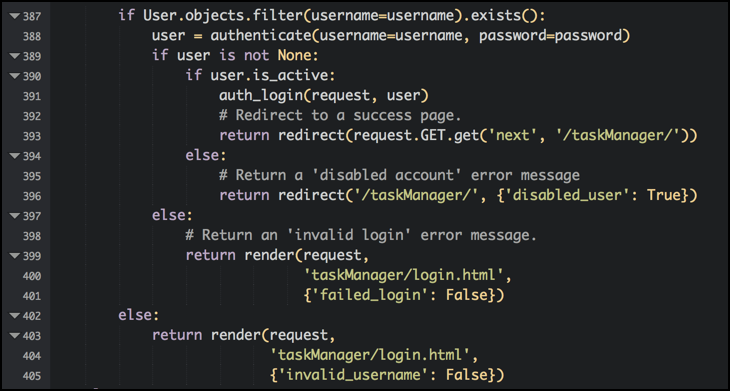 387 if User.objects.filter(username=username).exists():
388 user = authenticate(username=username, password=password)
389 if user is not None:
390 if user.is_active:
391 auth_login(request, user)
392 # Redirect to a success page.
393 return redirect(request.GET.get('next', '/taskManager/'))
394 else:
395 # Return a 'disabled account' error message
396 return redirect('/taskManager/', {'disabled_user': True})
397 else:
398 # Return an 'invalid login' error message.
399 return render(request,
400 'taskManager/login.html',
401 {'failed_login': False})
402 else:
403 return render(request,
404 'taskManager/login.html',
405 {'invalid_username': False})